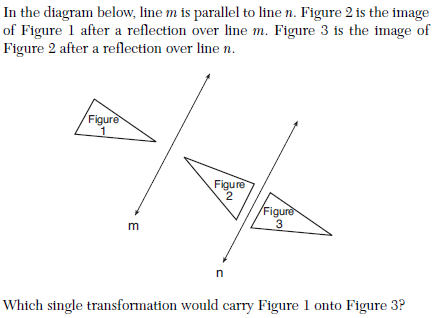 In the diagram below, line m is parallel to line n. Figure 2 is the image
of Figure 1 after a reflection over line m. Figure 3 is the image of
Figure 2 after a reflection over line n.
Figure
1
Figure
2
Figure
3
m
n
Which single transformation would carry Figure 1 onto Figure 3?